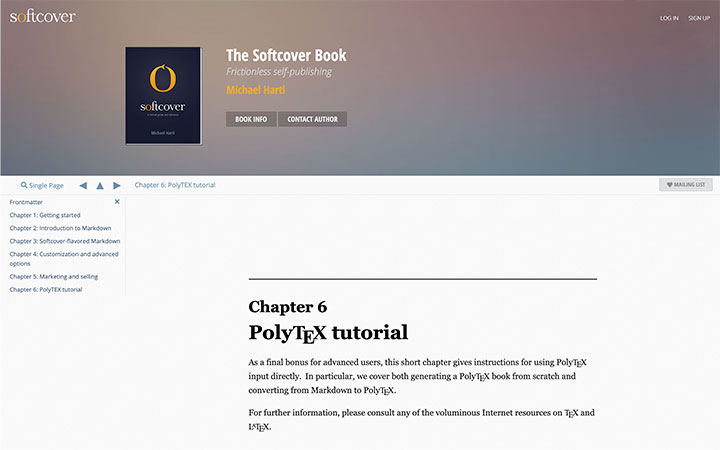 softcover
LOG IN SIGN UP
The Softcover Book
Frictionless self-publishing
Michael Hartl
BOOK INFO CONTACT AUTHOR
softcover
Michael Hartl
Single Page
Chapter 6: PolyTEX tutorial
MAILING LIST
Frontmatter
Chapter 1: Getting started
Chapter 2: Introduction to Markdown
Chapter 3: Softcover-flavored Markdown
Chapter 4: Customization and advanced
options
Chapter 5: Marketing and selling
Chapter 6: PolyTEX tutorial
Chapter 6
PolyTEX tutorial
As a final bonus for advanced users, this short chapter gives instructions for using PolyTEX
input directly. In particular, we cover both generating a PolyTEX book from scratch and
converting from Markdown to PolyTEX.
For further information, please consult any of the voluminous Internet resources on TEX and
LATEX.